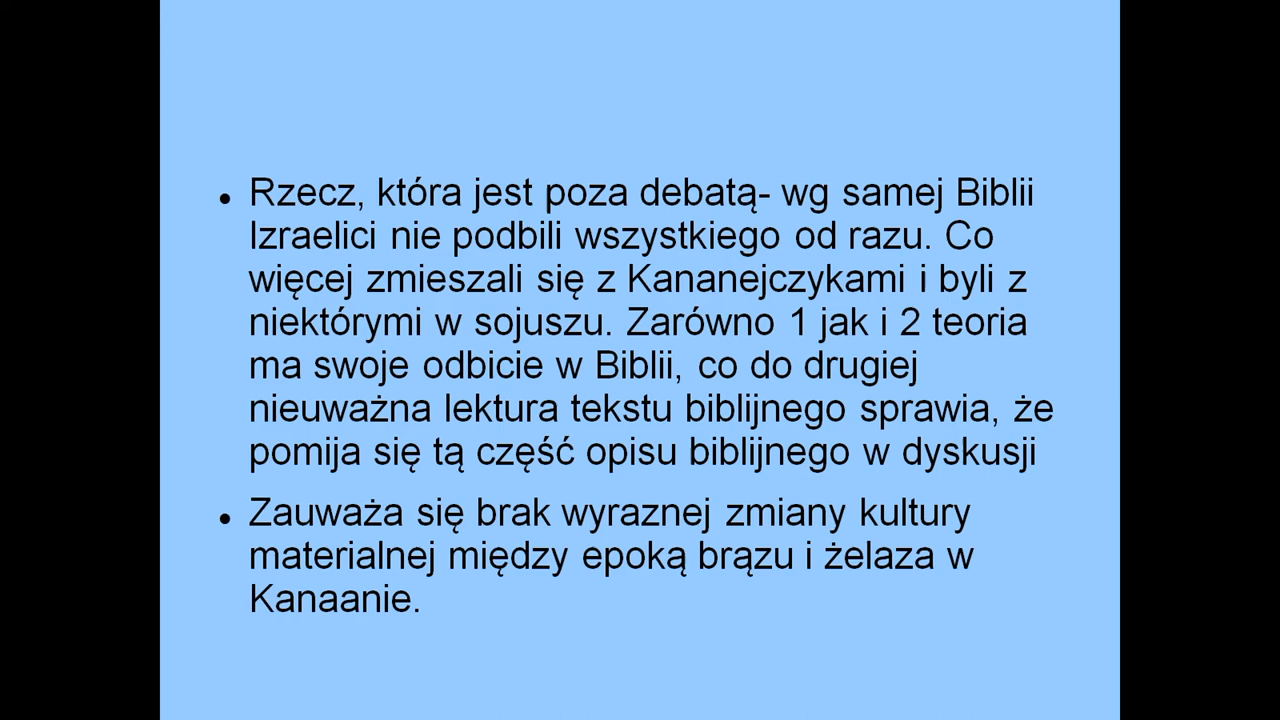 • Rzecz, która jest poza debatą- wg samej Biblii
Izraelici nie podbili wszystkiego od razu. Co
więcej zmieszali się z Kananejczykami i byli z
niektórymi w sojuszu. Zarówno 1 jak i 2 teoria
ma swoje odbicie w Biblii, co do drugiej
nieuważna lektura tekstu biblijnego sprawia, że
pomija się tą część opisu biblijnego w dyskusji
• Zauważa się brak wyraznej zmiany kultury
materialnej między epoką brązu i żelaza w
Kanaanie.